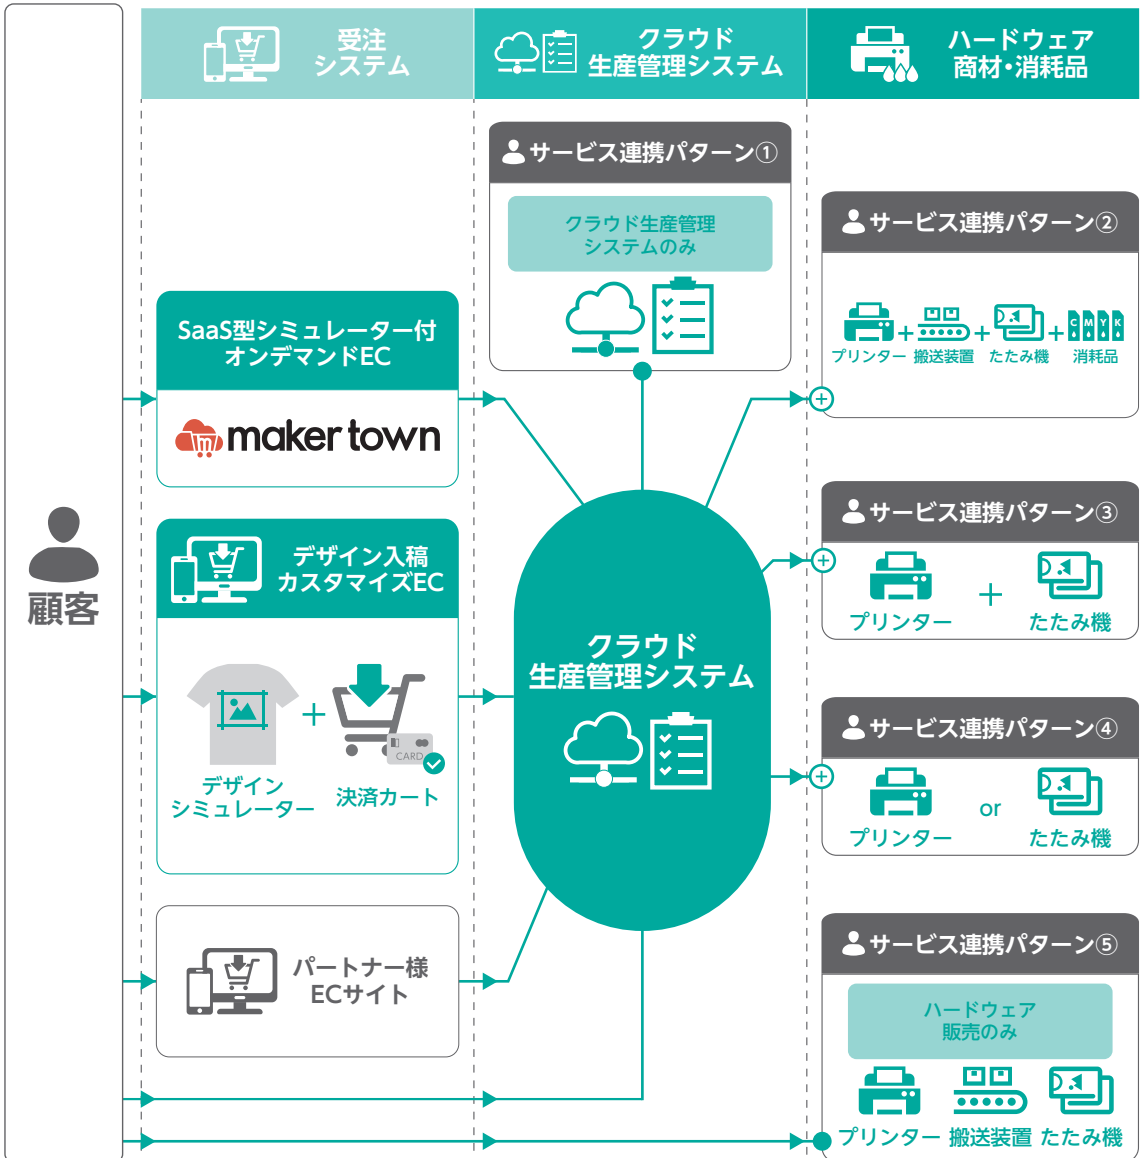 受注
システム
クラウド
生産管理システム
ハードウェア
商材・消耗品
顧客
SaaS型シミュレーター付
オンデマンドEC
maker town
デザイン入稿
カスタマイズEC
+
CARD
デザイン
シミュレーター
決済カート
パートナー様
ECサイト
サービス連携パターン①
クラウド生産管理
システムのみ
クラウド
生産管理システム
サービス連携パターン②
+ + + C M Y K
プリンター 搬送装置 たたみ機 消耗品
サービス連携パターン③
+
プリンター たたみ機
サービス連携パターン④
or
プリンター たたみ機
サービス連携パターン⑤
ハードウェア
販売のみ
プリンター 搬送装置 たたみ機